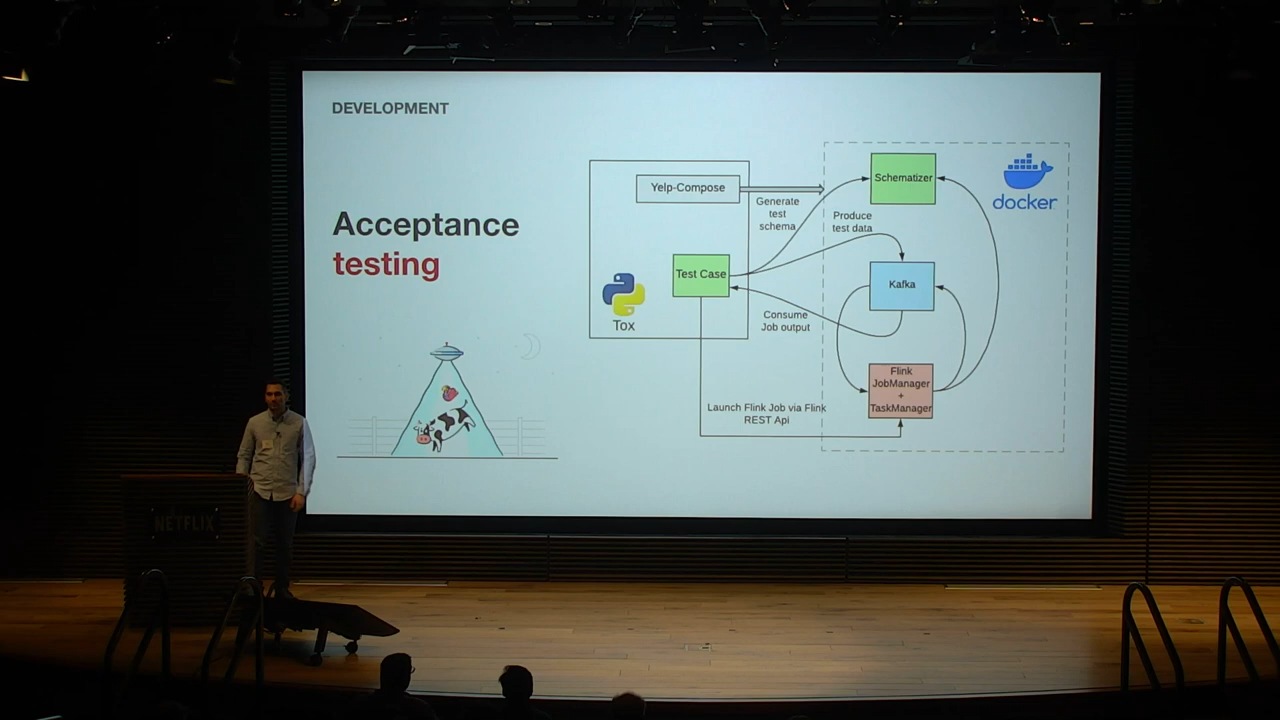 DEVELOPMENT
Acceptance
testing
Yelp-Compose
Generate
test
schema
Schematizer
docker
Produce
test data
Test Case
Kafka
Tox
Consume
Job output
Flink
JobManager
+
TaskManager
Launch Flink Job via Flink
REST Api
NETFLIX